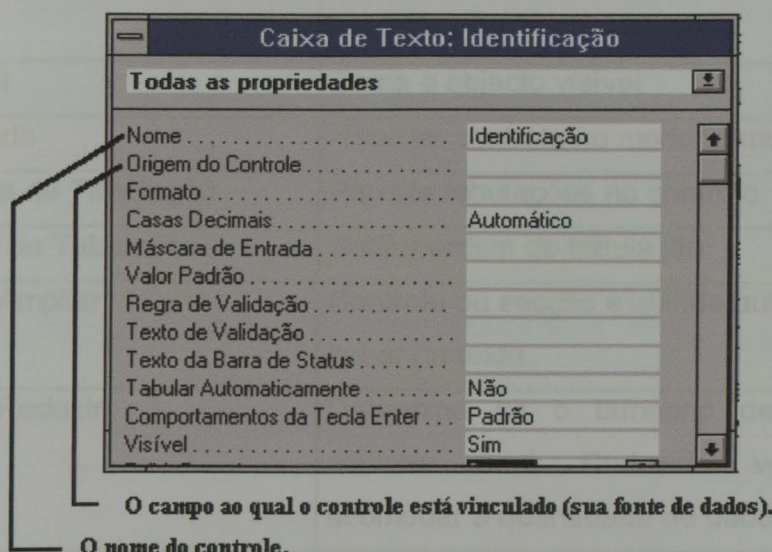 Caixa de Texto: Identificação
Todas as propriedades
Nome Identificação
Origem do Controle
Formato
Casas Decimais Automático
Máscara de Entrada
Valor Padrão
Regra de Validação
Texto de Validação
Texto da Barra de Status
Tabular Automaticamente Não
Comportamentos da Tecla Enter Padrão
Visível Sim
O campo ao qual o controle está vinculado (sua fonte de dados).
O nome do controle.